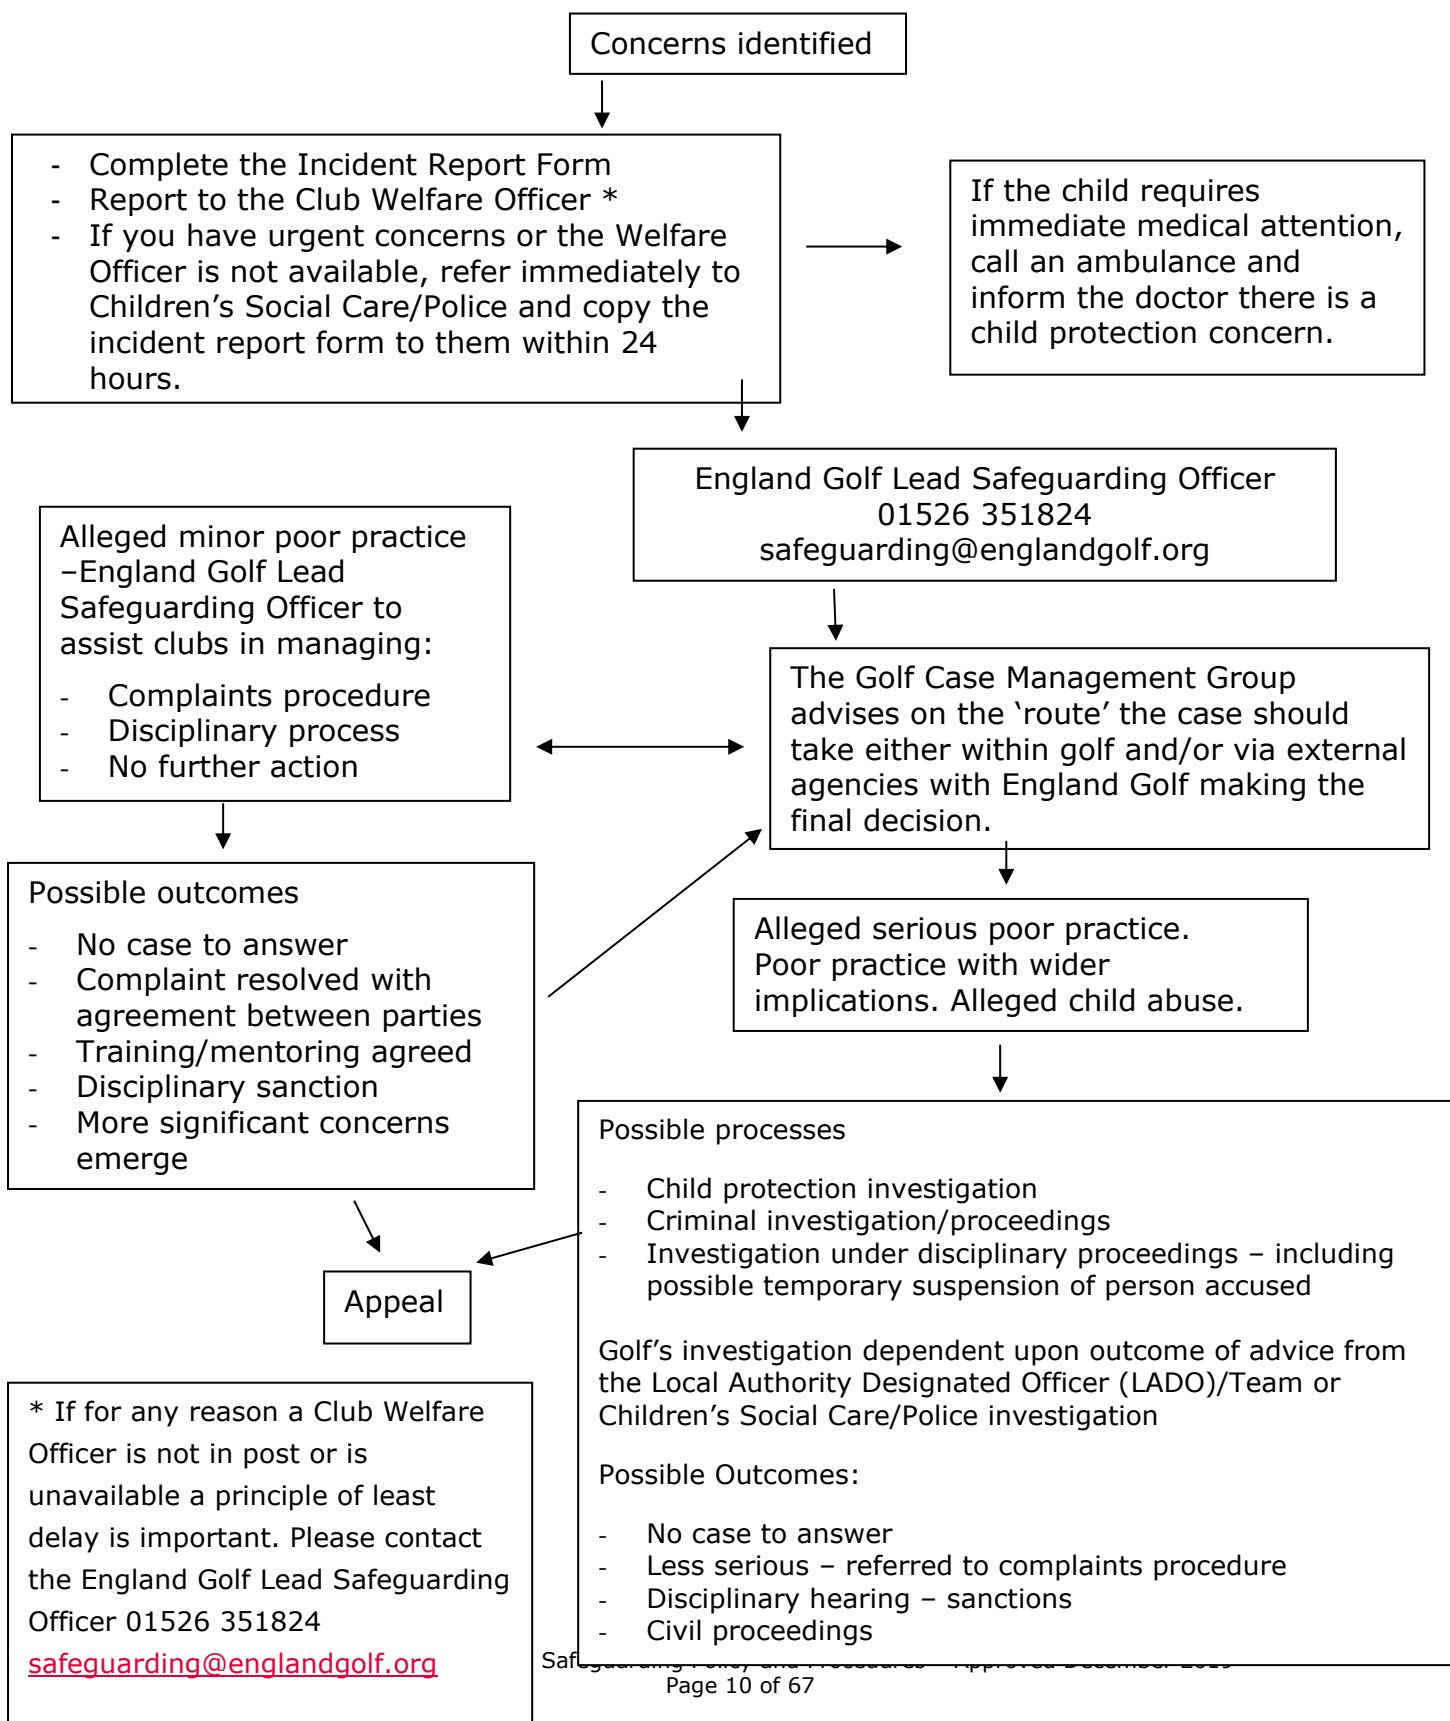 Concerns identified
- Complete the Incident Report Form
- Report to the Club Welfare Officer *
- If you have urgent concerns or the Welfare
Officer is not available, refer immediately to
Children’s Social Care/Police and copy the
incident report form to them within 24
hours.
If the child requires
immediate medical attention,
call an ambulance and
inform the doctor there is a
child protection concern.
England Golf Lead Safeguarding Officer
01526 351824
safeguarding@englandgolf.org
Alleged minor poor practice
–England Golf Lead
Safeguarding Officer to
assist clubs in managing:
- Complaints procedure
- Disciplinary process
- No further action
The Golf Case Management Group
advises on the ‘route’ the case should
take either within golf and/or via external
agencies with England Golf making the
final decision.
Possible outcomes
- No case to answer
- Complaint resolved with
agreement between parties
- Training/mentoring agreed
- Disciplinary sanction
- More significant concerns
emerge
Alleged serious poor practice.
Poor practice with wider
implications. Alleged child abuse.
Possible processes
- Child protection investigation
- Criminal investigation/proceedings
- Investigation under disciplinary proceedings – including
possible temporary suspension of person accused
Golf’s investigation dependent upon outcome of advice from
the Local Authority Designated Officer (LADO)/Team or
Children’s Social Care/Police investigation
Possible Outcomes:
- No case to answer
- Less serious – referred to complaints procedure
- Disciplinary hearing – sanctions
- Civil proceedings
Appeal
* If for any reason a Club Welfare
Officer is not in post or is
unavailable a principle of least
delay is important. Please contact
the England Golf Lead Safeguarding
Officer 01526 351824
safeguarding@englandgolf.org
Safeguarding Policy and Procedures – Approved December 2019
Page 10 of 67